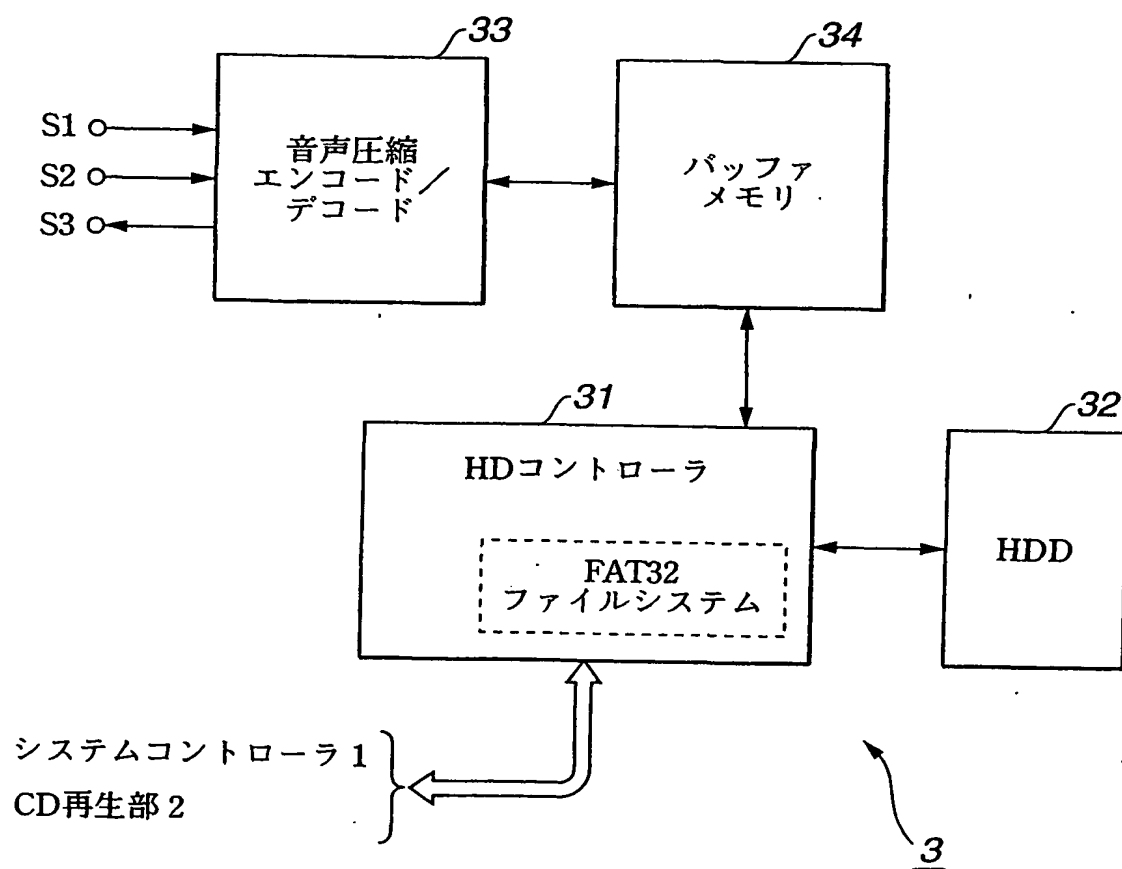 33
34
S1
S2
S3
音声圧縮
エンコード／
デコード
バッファ
メモリ
31
32
HDコントローラ
FAT32
ファイルシステム
HDD
システムコントローラ1
CD再生部2
3